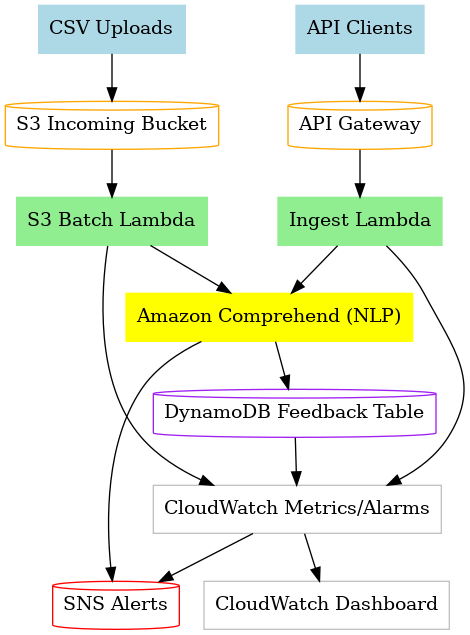 CSV Uploads
API Clients
S3 Incoming Bucket
API Gateway
S3 Batch Lambda
Ingest Lambda
Amazon Comprehend (NLP)
DynamoDB Feedback Table
CloudWatch Metrics/Alarms
SNS Alerts
CloudWatch Dashboard